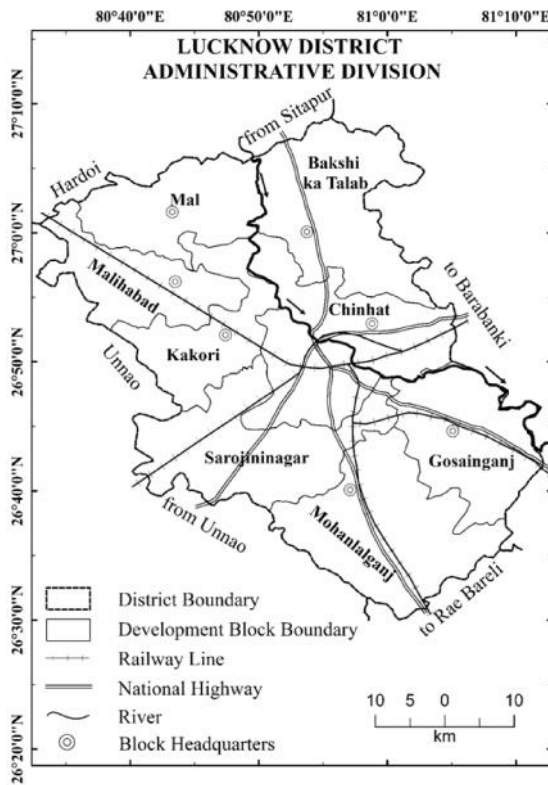 80°40'0"E 80°50'0"E 81°0'0"E 81°10'0"E
LUCKNOW DISTRICT
ADMINISTRATIVE DIVISION
27°10'0"N
27°0'0"N
26°50'0"N
26°40'0"N
26°30'0"N
26°20'0"N
from Sitapur
Bakshi
ka Talab
Hardoi
Mal
Malihabad
to Barabanki
Chinhat
Kakori
Unnao
Sarojininagar
Gosainganj
from Unnao
Mohanlalganj
to Rae Bareli
District Boundary
Development Block Boundary
Railway Line
National Highway
River
Block Headquarters
10 0 10
km